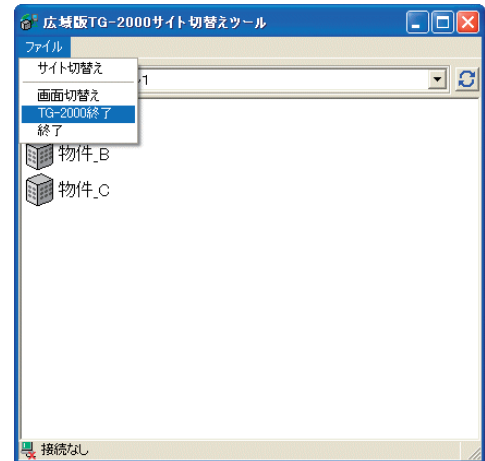 広域版TG-2000サイト切替えツール
ファイル
サイト切替え
1
画面切替え
TG-2000終了
終了
物件_B
物件_C
接続なし